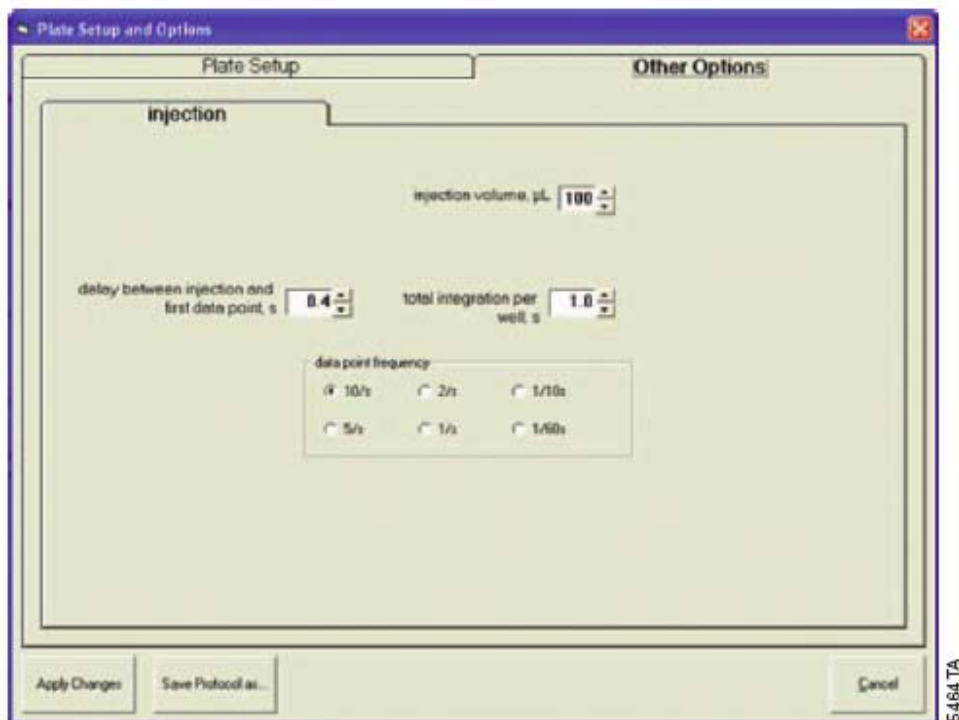 Plate Setup and Options
Plate Setup
Other Options
injection
injection volume, µL 100
delay between injection and
first data point, s 0.4
total integration per
well, s 1.0
data point frequency
10/s 2/s 1/10s
5/s 1/s 1/60s
Apply Changes Save Protocol as... Cancel
5464TA